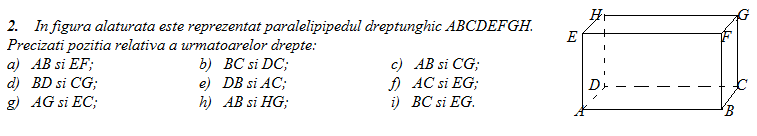 2. In figura alaturata este reprezentat paralelipipedul dreptunghic ABCDEFGH.
Precizati pozitia relativa a urmatoarelor drepte:
a) AB si EF; b) BC si DC; c) AB si CG;
d) BD si CG; e) DB si AC; f) AC si EG;
g) AG si EC; h) AB si HG; i) BC si EG.
H G
E F
D C
A B